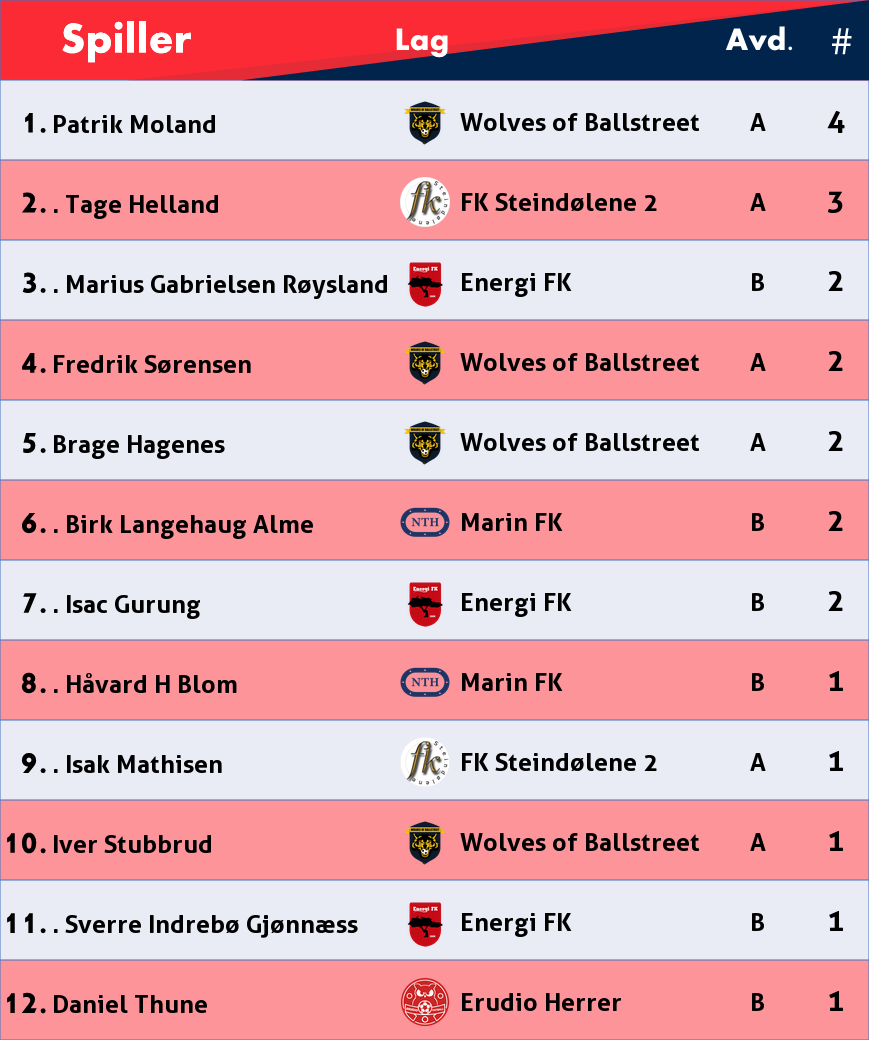 Spiller Lag Avd. #
1. Patrik Moland Wolves of Ballstreet A 4
2. . Tage Helland FK Steindølene 2 A 3
3. . Marius Gabrielsen Røysland Energi FK B 2
4. Fredrik Sørensen Wolves of Ballstreet A 2
5. Brage Hagenes Wolves of Ballstreet A 2
6. . Birk Langehaug Alme NTH Marin FK B 2
7. . Isac Gurung Energi FK B 2
8. . Håvard H Blom NTH Marin FK B 1
9. . Isak Mathisen FK Steindølene 2 A 1
10. Iver Stubbrud Wolves of Ballstreet A 1
11. . Sverre Indrebø Gjønnæss Energi FK B 1
12. Daniel Thune Erudio Herrer B 1